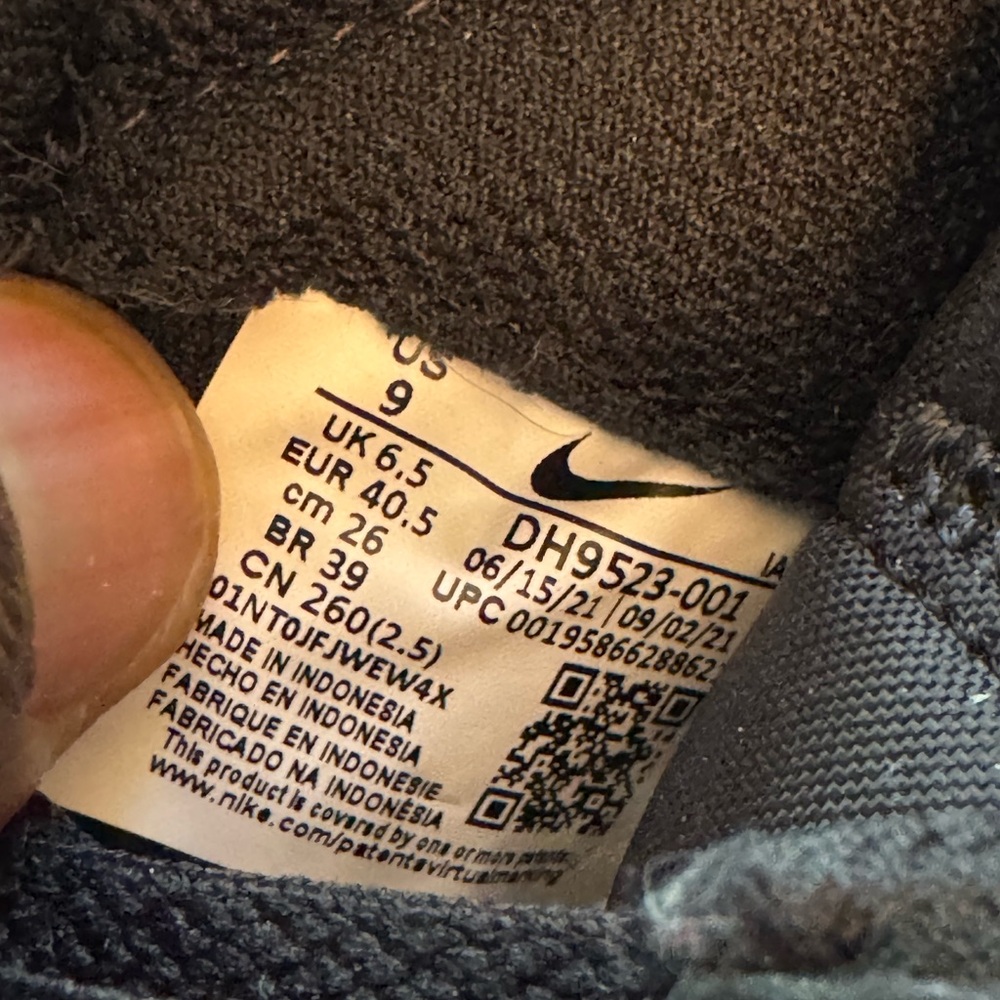 US
9
UK 6.5
EUR 40.5
cm 26
BR 39
CN 260(2.5)
01NT0JFJWEW4X
MADE IN INDONESIA
HECHO EN INDONESIA
FABRIQUE EN INDONESIE
FABRICADO NA INDONÉSIA
This product is covered by one or more patents.
www.nike.com/patentsvirtualmarking
IA
DH9523-001
06/15/21 | 09/02/21
UPC 0019586628862